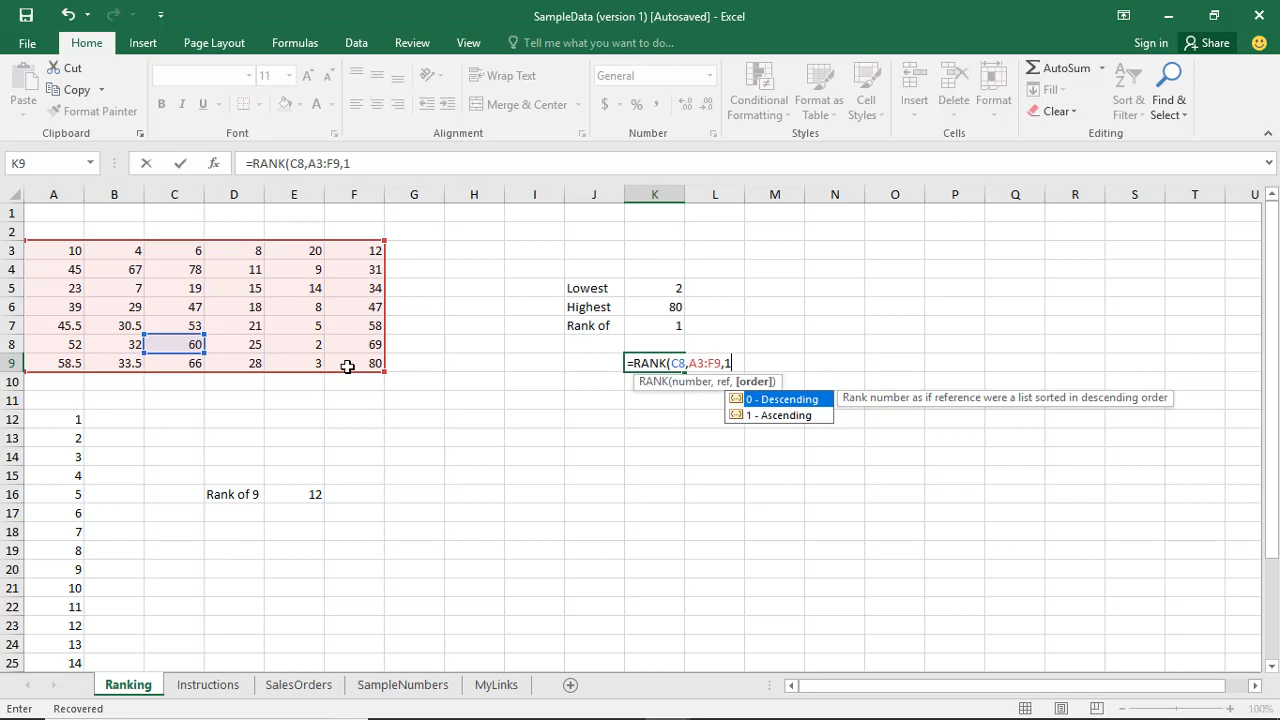 SampleData (version 1) [Autosaved] - Excel
File Home Insert Page Layout Formulas Data Review View Tell me what you want to do... Sign in Share
Paste Cut Copy Format Painter
11 A A B I U A
Wrap Text Merge & Center
General $ % ,
Conditional Formatting Format as Table Cell Styles
Insert Delete Format
AutoSum Fill Clear Sort & Filter Find & Select
Clipboard Font Alignment Number Styles Cells Editing
K9 fx =RANK(C8,A3:F9,1
A B C D E F G H I J K L M N O P Q R S T U
1
2
3 10 4 6 8 20 12
4 45 67 78 11 9 31
5 23 7 19 15 14 34 Lowest 2
6 39 29 47 18 8 47 Highest 80
7 45.5 30.5 53 21 5 58 Rank of 1
8 52 32 60 25 2 69
9 58.5 33.5 66 28 3 80 =RANK(C8,A3:F9,1
10 RANK(number, ref, [order])
11 0 - Descending Rank number as if reference were a list sorted in descending order
1 - Ascending
12 1
13 2
14 3
15 4
16 5 Rank of 9 12
17 6
18 7
19 8
20 9
21 10
22 11
23 12
24 13
25 14
Ranking Instructions SalesOrders SampleNumbers MyLinks
Enter Recovered 100%